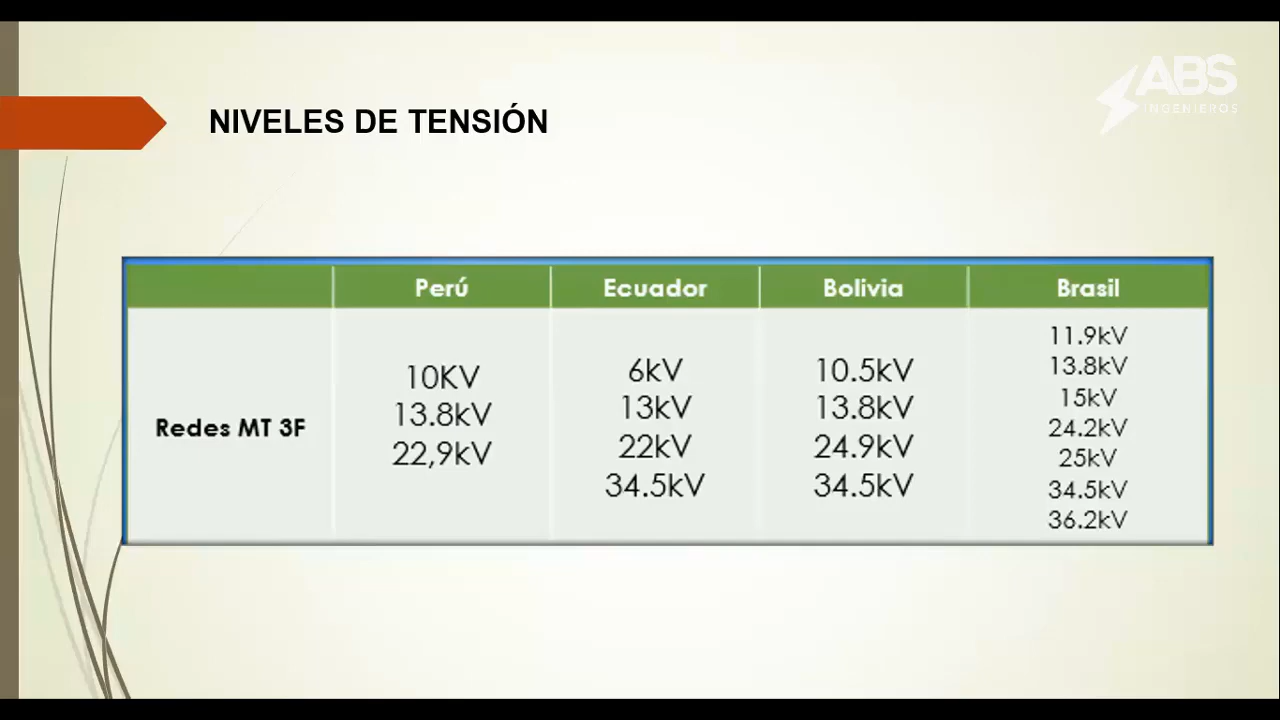 ABS
INGENIEROS
NIVELES DE TENSIÓN
Perú Ecuador Bolivia Brasil
Redes MT 3F
10KV
13.8kV
22,9kV
6kV
13kV
22kV
34.5kV
10.5kV
13.8kV
24.9kV
34.5kV
11.9kV
13.8kV
15kV
24.2kV
25kV
34.5kV
36.2kV